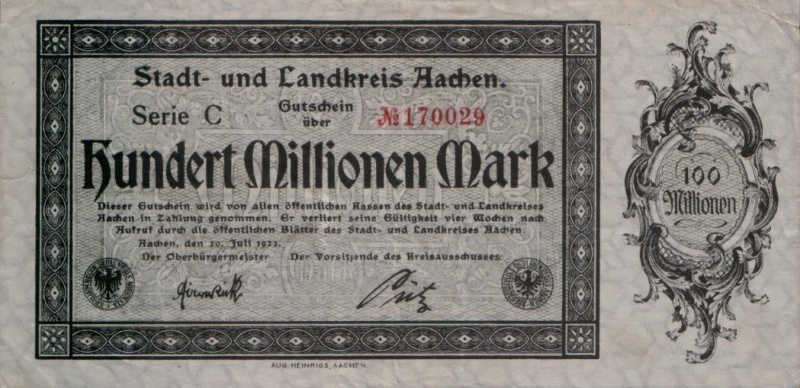 Stadt- und Landkreis Aachen.
Serie C Gutschein über № 170029
Hundert Millionen Mark
Dieser Gutschein wird von allen öffentlichen Kassen des Stadt- und Landkreises
Aachen in Zahlung genommen. Er verliert seine Gültigkeit vier Wochen nach
Aufruf durch die öffentlichen Blätter des Stadt- und Landkreises Aachen.
Aachen, den 20. Juli 1923.
Der Oberbürgermeister Der Vorsitzende des Kreisausschusses
100
Millionen
AUG. HEINRIGS, AACHEN.